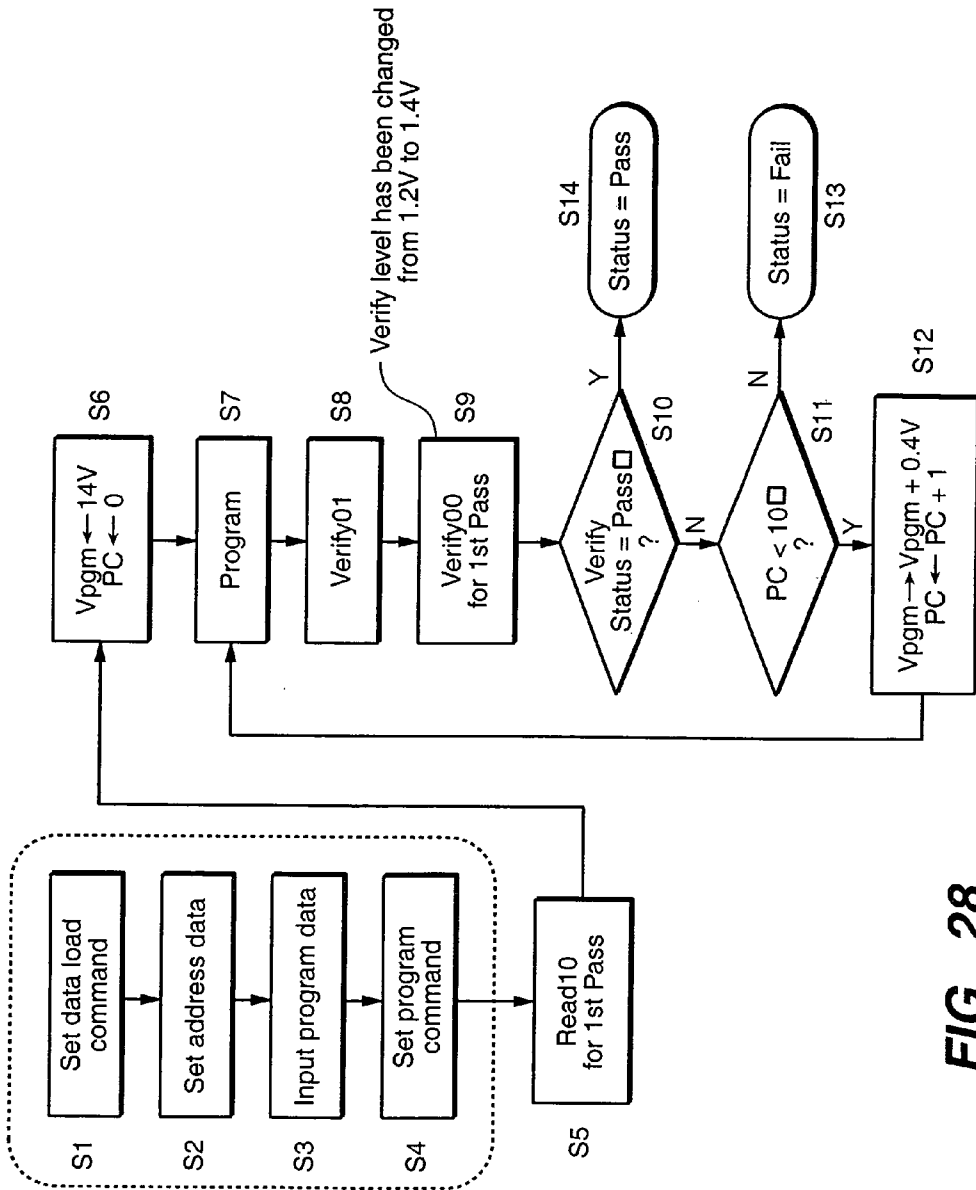 S1
Set data load
command
S2
Set address data
S3
Input program data
S4
Set program
command
S5
Read10
for 1st Pass
Vpgm ← 14V
PC ← 0
S6
Program
S7
Verify01
S8
Verify00
for 1st Pass
S9
Verify level has been changed
from 1.2V to 1.4V
Verify
Status = Pass□
?
S10
Y
Status = Pass
S14
N
PC < 10□
?
S11
N
Status = Fail
S13
Y
Vpgm → Vpgm + 0.4V
PC ← PC + 1
S12
FIG_28